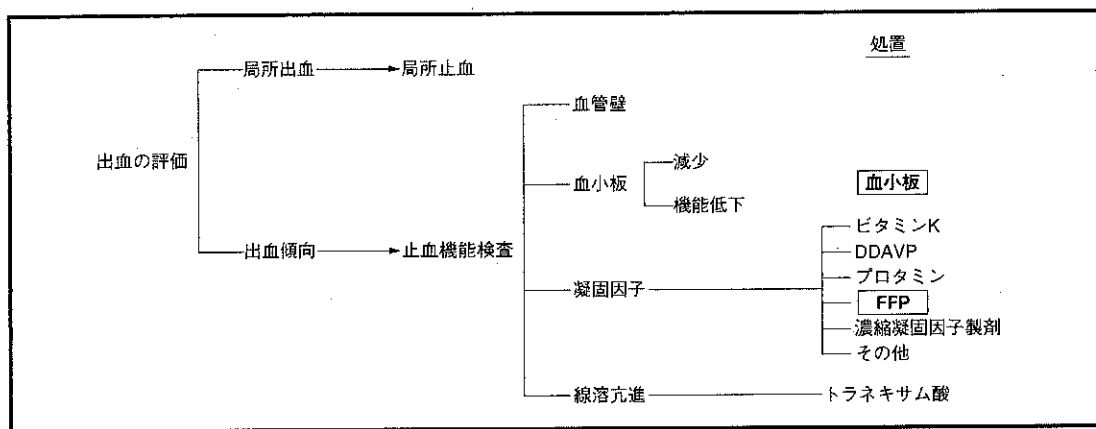 処置
局所出血
局所止血
血管壁
出血の評価
減少
血小板
血小板
機能低下
ビタミンK
出血傾向
止血機能検査
DDAVP
プロタミン
凝固因子
FFP
濃縮凝固因子製剤
その他
線溶亢進
トラネキサム酸